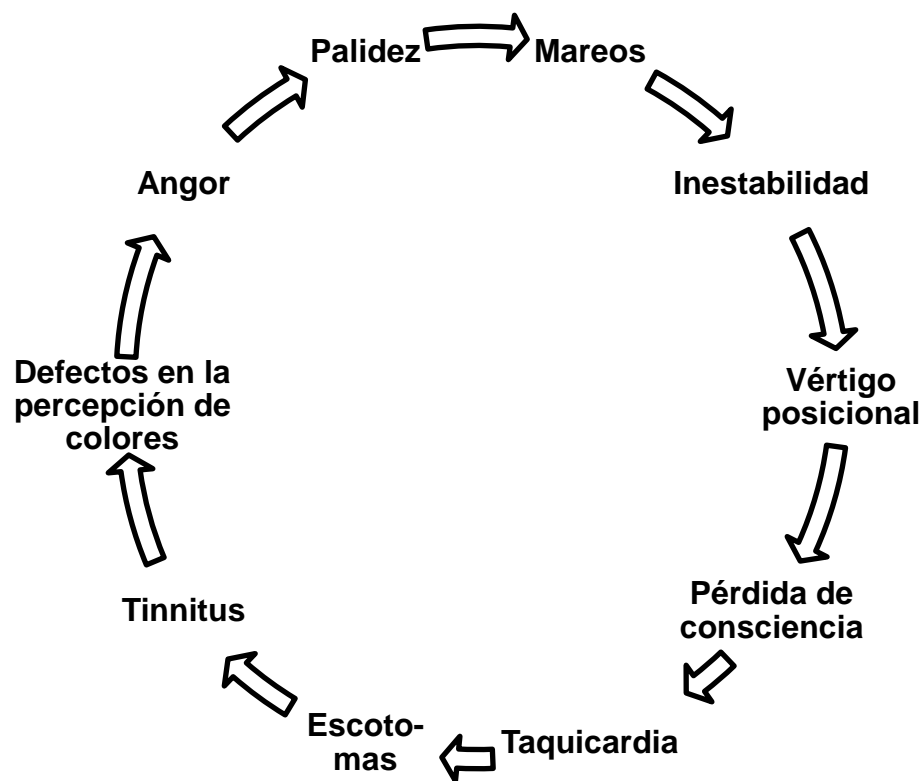 Palidez
Mareos
Inestabilidad
Vértigo
posicional
Pérdida de
consciencia
Taquicardia
Escoto-
mas
Tinnitus
Defectos en la
percepción de
colores
Angor